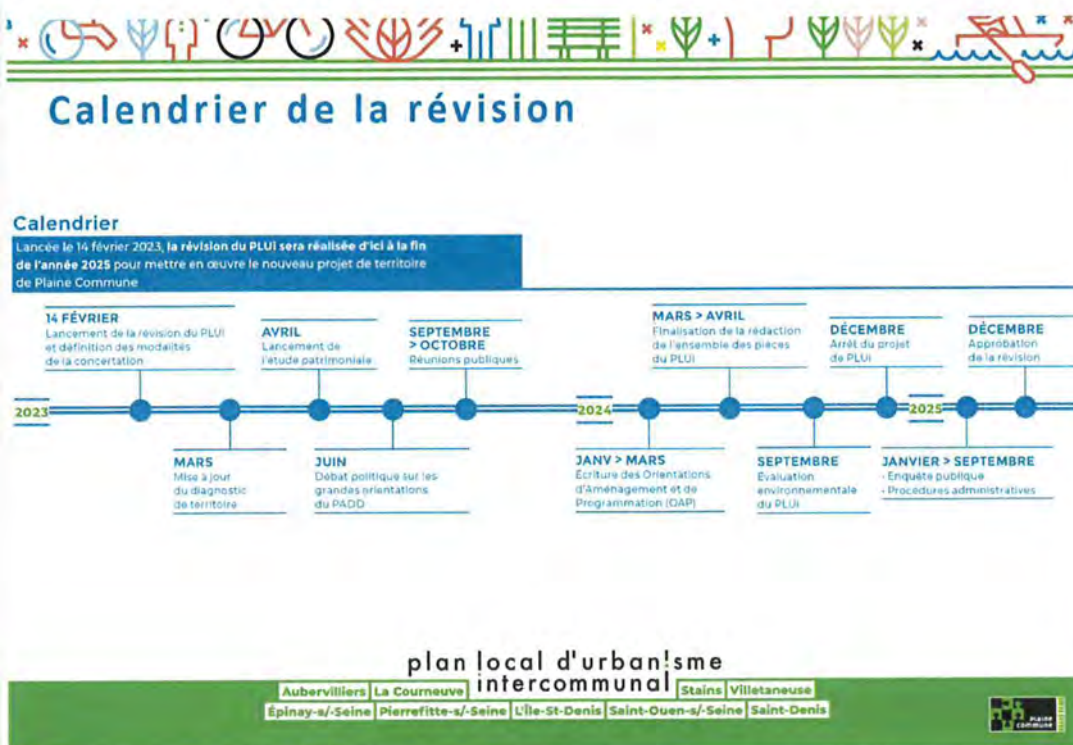 Calendrier de la révision
Calendrier
Lancée le 14 février 2023, la révision du PLUi sera réalisée d'ici à la fin
de l'année 2025 pour mettre en œuvre le nouveau projet de territoire
de Plaine Commune
14 FÉVRIER
Lancement de la révision du PLUi
et définition des modalités
de la concertation
AVRIL
Lancement de
l'étude patrimoniale
SEPTEMBRE
> OCTOBRE
Réunions publiques
MARS > AVRIL
Finalisation de la rédaction
de l'ensemble des pièces
du PLUi
DÉCEMBRE
Arrêt du projet
de PLUi
DÉCEMBRE
Approbation
de la révision
2023
2024
2025
MARS
Mise à jour
du diagnostic
de territoire
JUIN
Débat politique sur les
grandes orientations
du PADD
JANV > MARS
Écriture des Orientations
d'Aménagement et de
Programmation (OAP)
SEPTEMBRE
Évaluation
environnementale
du PLUi
JANVIER > SEPTEMBRE
• Enquête publique
• Procédures administratives
plan local d'urban!sme
intercommunal
Aubervilliers La Courneuve Stains Villetaneuse
Épinay-s/-Seine Pierrefitte-s/-Seine L'Île-St-Denis Saint-Ouen-s/-Seine Saint-Denis
PLAINE
COMMUNE